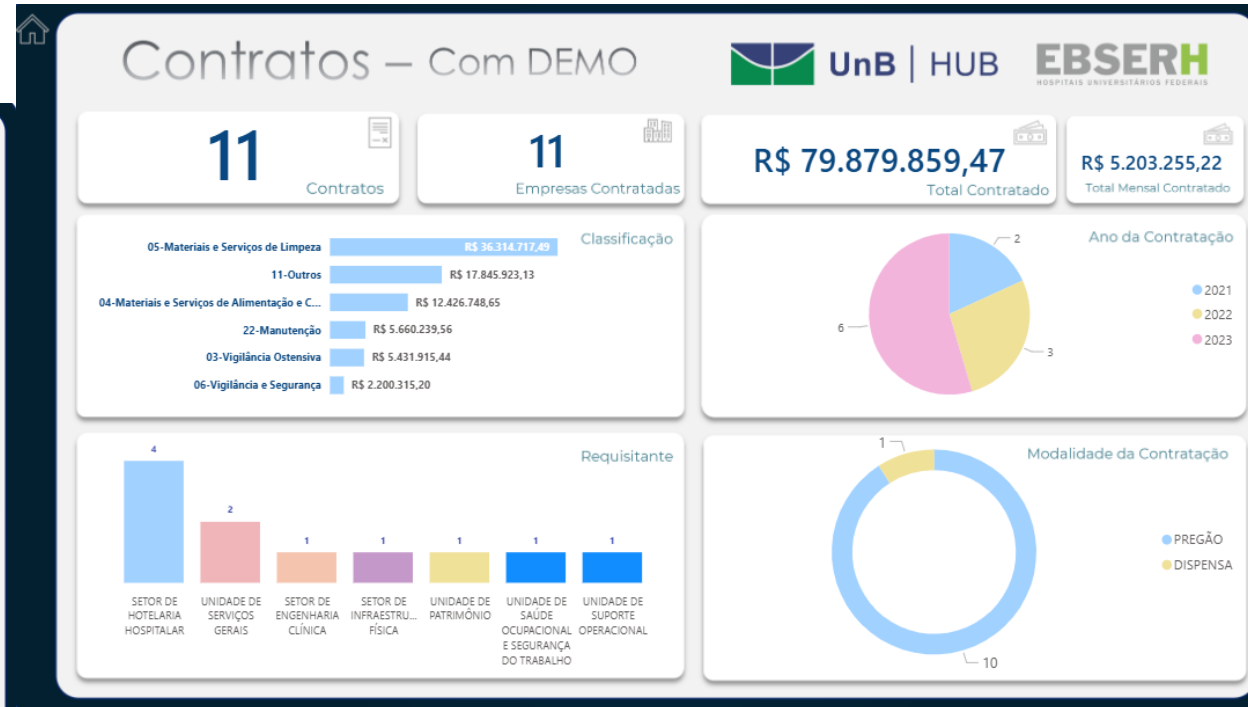 Contratos – Com DEMO
UnB | HUB
EBSERH
HOSPITAIS UNIVERSITÁRIOS FEDERAIS
11
Contratos
11
Empresas Contratadas
R$ 79.879.859,47
Total Contratado
R$ 5.203.255,22
Total Mensal Contratado
Classificação
05-Materiais e Serviços de Limpeza
R$ 36.314.717,49
11-Outros
R$ 17.845.923,13
04-Materiais e Serviços de Alimentação e C...
R$ 12.426.748,65
22-Manutenção
R$ 5.660.239,56
03-Vigilância Ostensiva
R$ 5.431.915,44
06-Vigilância e Segurança
R$ 2.200.315,20
Ano da Contratação
2
3
6
2021
2022
2023
Requisitante
4
2
1
1
1
1
1
SETOR DE
HOTELARIA
HOSPITALAR
UNIDADE DE
SERVIÇOS
GERAIS
SETOR DE
ENGENHARIA
CLÍNICA
SETOR DE
INFRAESTRU...
FÍSICA
UNIDADE DE
PATRIMÔNIO
UNIDADE DE
SAÚDE
OCUPACIONAL
E SEGURANÇA
DO TRABALHO
UNIDADE DE
SUPORTE
OPERACIONAL
Modalidade da Contratação
1
10
PREGÃO
DISPENSA